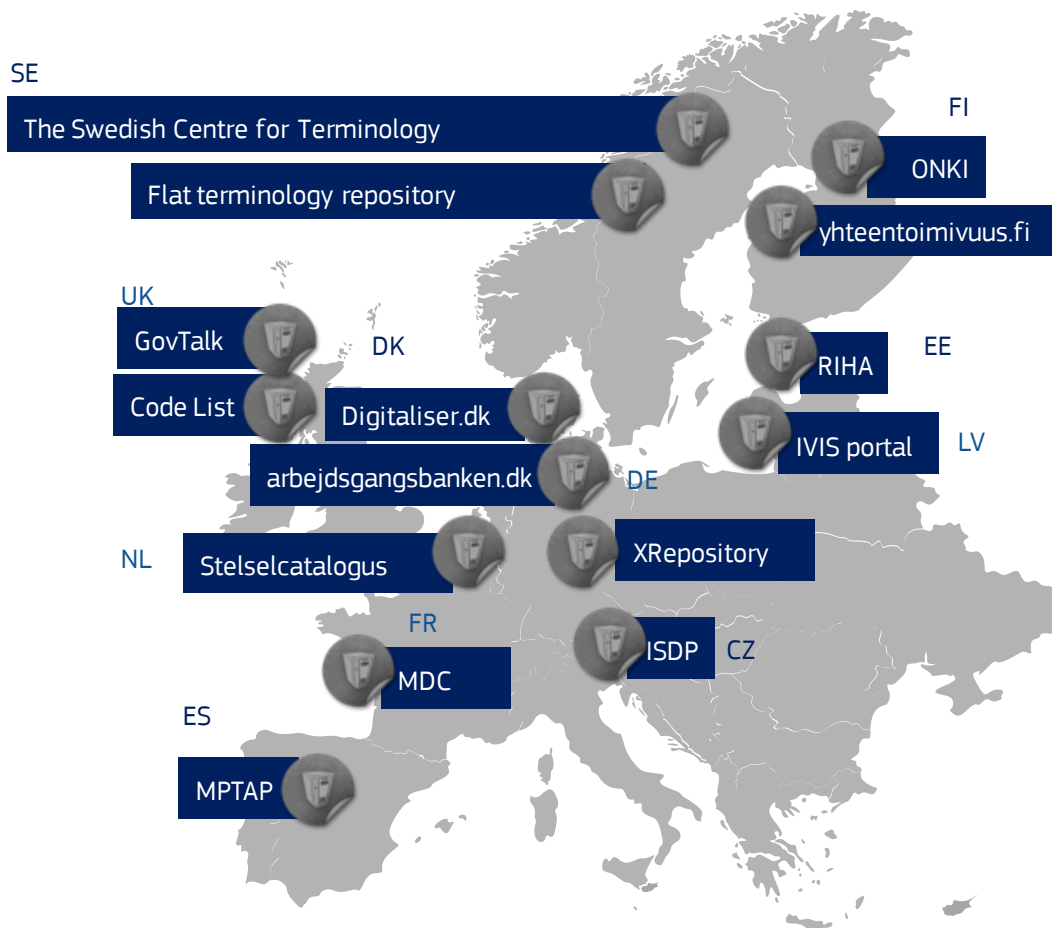 SE
The Swedish Centre for Terminology
Flat terminology repository
FI
ONKI
yhteentoimivuus.fi
UK
GovTalk
Code List
DK
Digitaliser.dk
arbejdsgangsbanken.dk
EE
RIHA
IVIS portal
LV
DE
XRepository
NL
Stelselcatalogus
FR
MDC
ISDP
CZ
ES
MPTAP